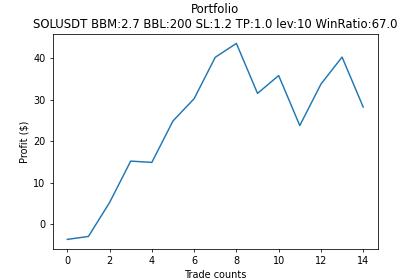 Portfolio
SOLUSDT BBM:2.7 BBL:200 SL:1.2 TP:1.0 lev:10 WinRatio:67.0
40
30
20
10
0
Profit ($)
0 2 4 6 8 10 12 14
Trade counts